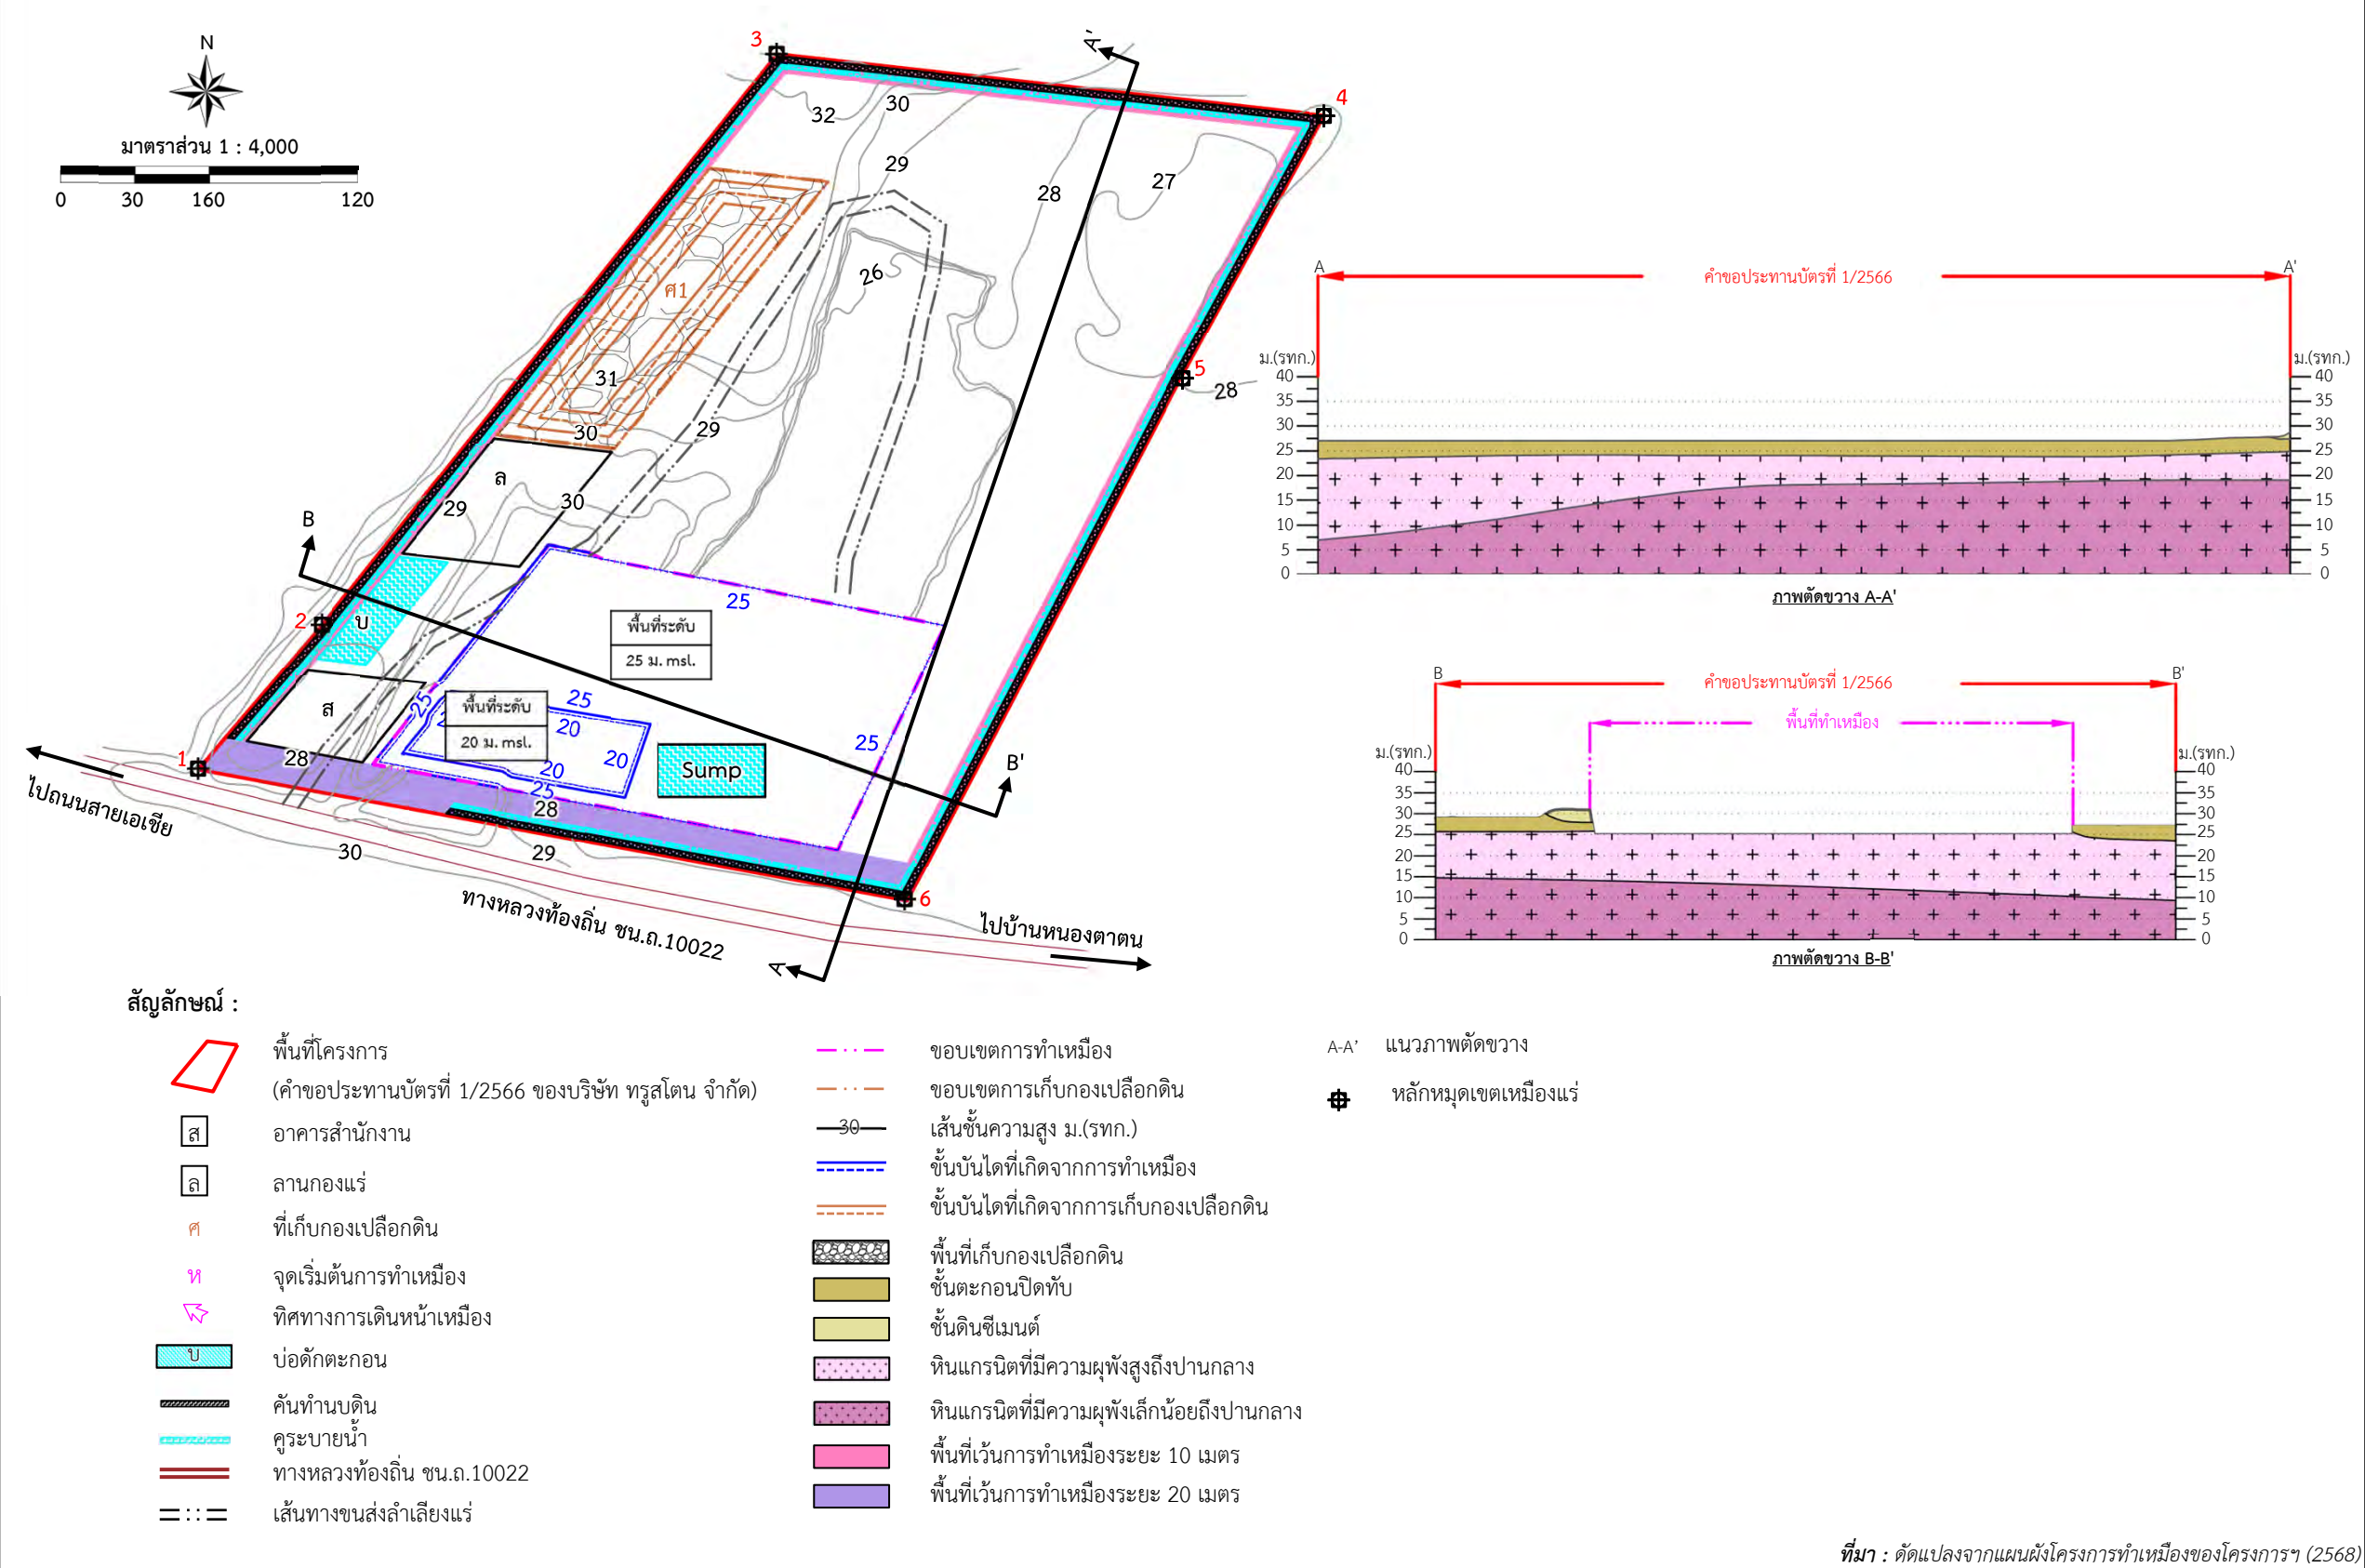 N
มาตราส่วน 1 : 4,000
0 30 160 120
3
4
A'
32
30
29
28
27
26
ศ1
31
5
28
30
29
ล
29
30
B
2
บ
25
พื้นที่ระดับ
25 ม. msl.
ส
25
พื้นที่ระดับ
20 ม. msl.
25
20
20
20
25
25
Sump
B'
1
28
28
ไปถนนสายเอเชีย
30
29
6
ทางหลวงท้องถิ่น ชน.ถ.10022
A
ไปบ้านหนองตาตน
A
A'
คำขอประทานบัตรที่ 1/2566
ม.(รทก.)
ม.(รทก.)
40 40
35 35
30 30
25 25
20 20
15 15
10 10
5 5
0 0
ภาพตัดขวาง A-A'
B
B'
คำขอประทานบัตรที่ 1/2566
พื้นที่ทำเหมือง
ม.(รทก.)
ม.(รทก.)
40 40
35 35
30 30
25 25
20 20
15 15
10 10
5 5
0 0
ภาพตัดขวาง B-B'
สัญลักษณ์ :
พื้นที่โครงการ
(คำขอประทานบัตรที่ 1/2566 ของบริษัท ทรูสโตน จำกัด)
ส อาคารสำนักงาน
ล ลานกองแร่
ศ ที่เก็บกองเปลือกดิน
ห จุดเริ่มต้นการทำเหมือง
ทิศทางการเดินหน้าเหมือง
บ บ่อดักตะกอน
คันทำนบดิน
คูระบายน้ำ
ทางหลวงท้องถิ่น ชน.ถ.10022
เส้นทางขนส่งลำเลียงแร่
ขอบเขตการทำเหมือง
ขอบเขตการเก็บกองเปลือกดิน
30 เส้นชั้นความสูง ม.(รทก.)
ขั้นบันไดที่เกิดจากการทำเหมือง
ขั้นบันไดที่เกิดจากการเก็บกองเปลือกดิน
พื้นที่เก็บกองเปลือกดิน
ชั้นตะกอนปิดทับ
ชั้นดินซีเมนต์
หินแกรนิตที่มีความผุพังสูงถึงปานกลาง
หินแกรนิตที่มีความผุพังเล็กน้อยถึงปานกลาง
พื้นที่เว้นการทำเหมืองระยะ 10 เมตร
พื้นที่เว้นการทำเหมืองระยะ 20 เมตร
A-A’ แนวภาพตัดขวาง
หลักหมุดเขตเหมืองแร่
ที่มา : ดัดแปลงจากแผนผังโครงการทำเหมืองของโครงการฯ (2568)